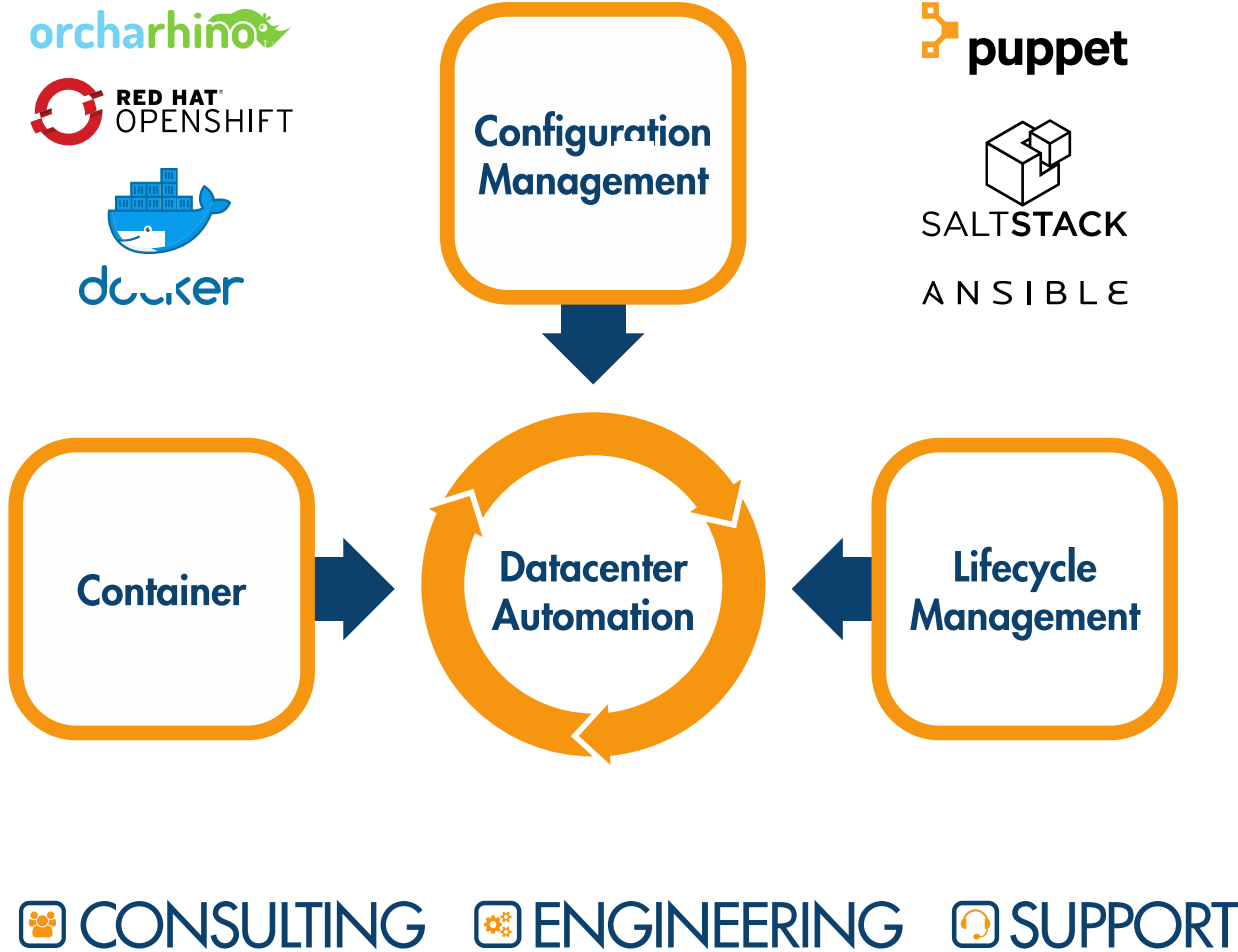 orcharhino
RED HAT®
OPENSHIFT
docker
Configuration
Management
puppet
SALTSTACK
ANSIBLE
Container
Datacenter
Automation
Lifecycle
Management
CONSULTING
ENGINEERING
SUPPORT